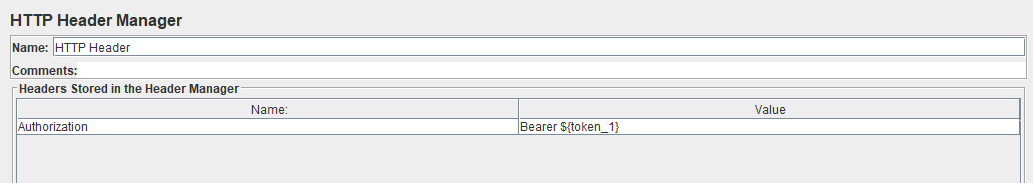 HTTP Header Manager
Name: HTTP Header
Comments:
Headers Stored in the Header Manager
Name: Value
Authorization Bearer ${token_1}